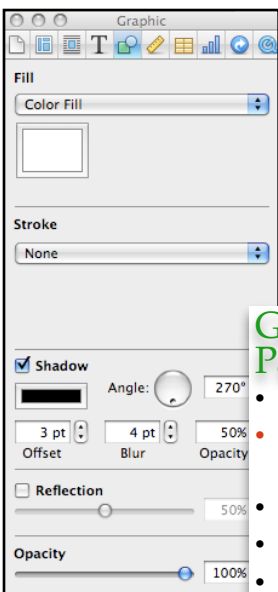 Graphic
Fill
Color Fill
Stroke
None
Shadow
Angle: 270°
3 pt 4 pt 50%
Offset Blur Opacity
Reflection
50%
Opacity
100%